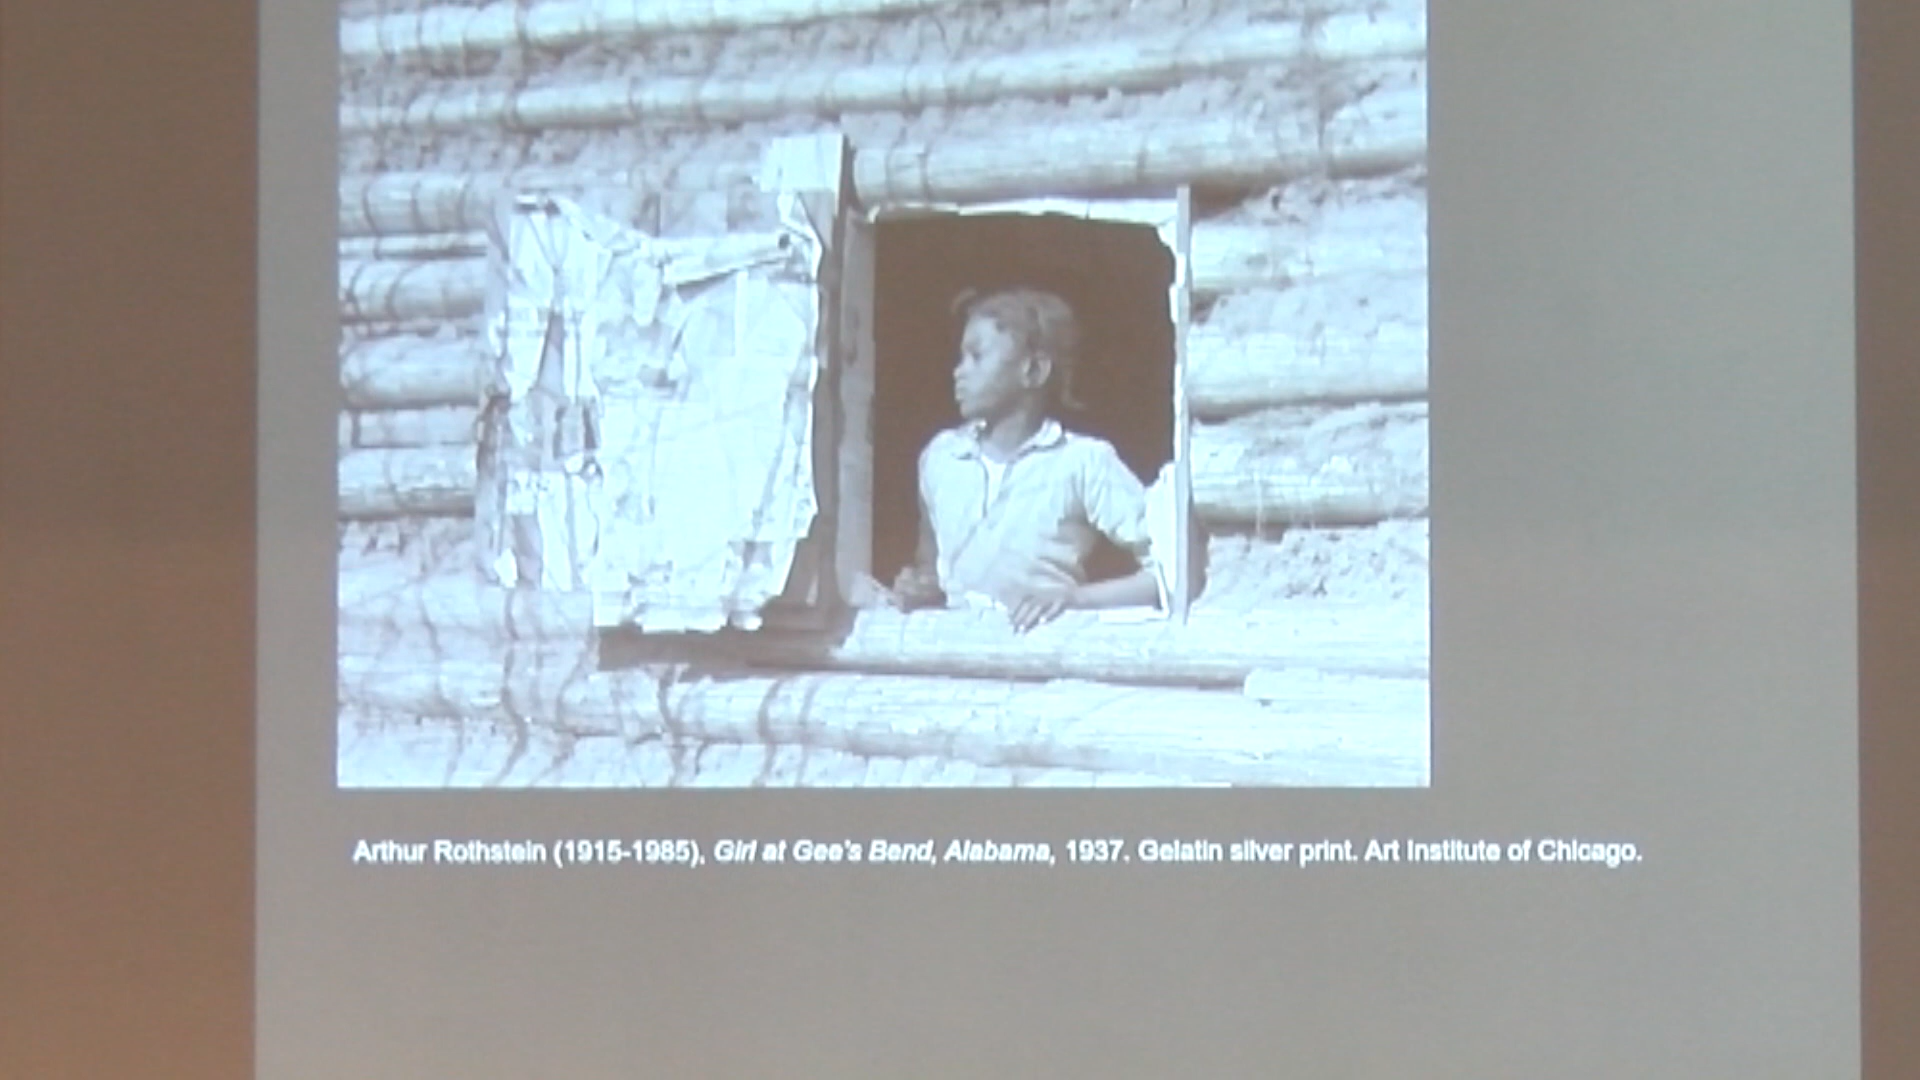 Arthur Rothstein (1915-1985), Girl at Gee's Bend, Alabama, 1937. Gelatin silver print. Art Institute of Chicago.